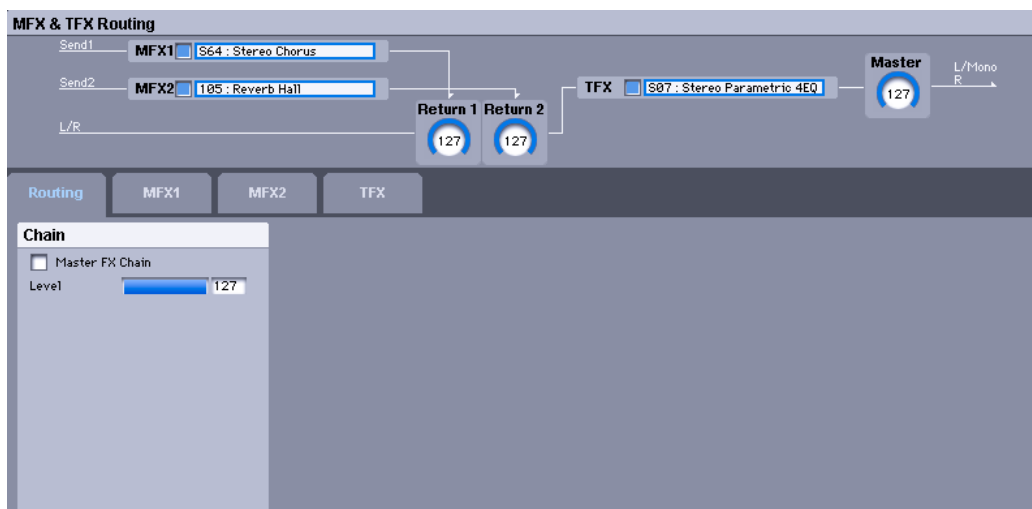 MFX & TFX Routing
Send1
MFX1 S64 : Stereo Chorus
Send2
MFX2 105 : Reverb Hall
L/R
Return 1 Return 2
127 127
TFX S07 : Stereo Parametric 4EQ
Master
127
L/Mono
R
Routing MFX1 MFX2 TFX
Chain
Master FX Chain
Level 127